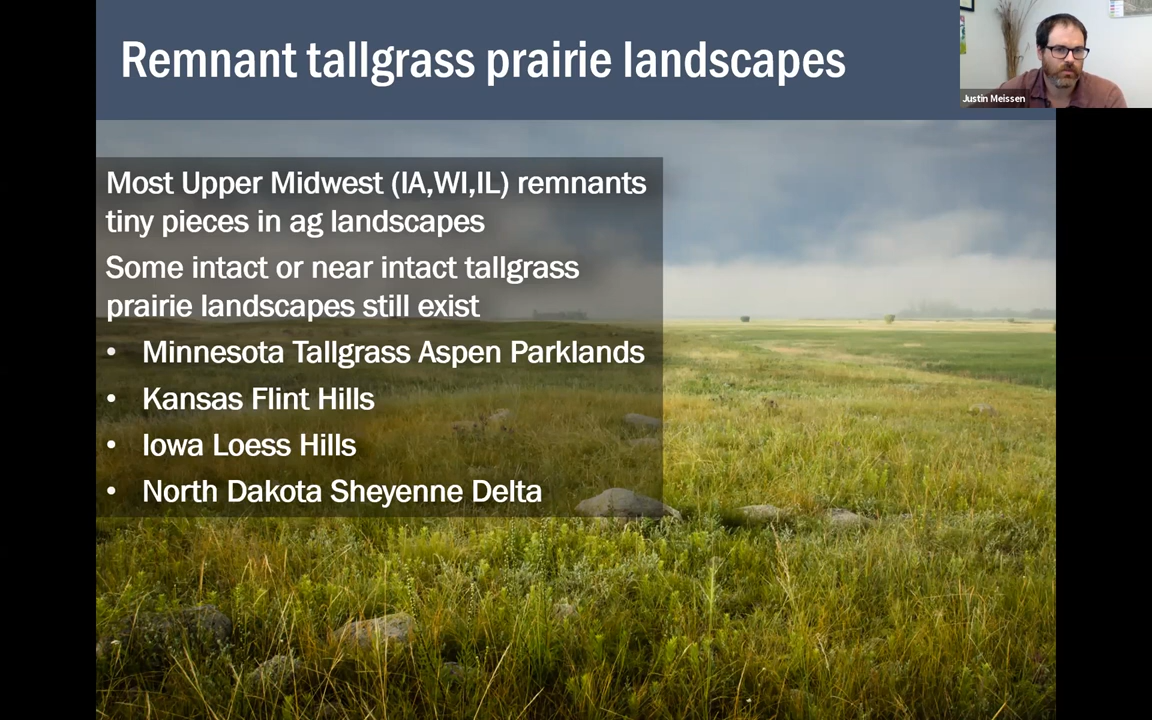 Remnant tallgrass prairie landscapes
Justin Meissen
Most Upper Midwest (IA,WI,IL) remnants
tiny pieces in ag landscapes
Some intact or near intact tallgrass
prairie landscapes still exist
• Minnesota Tallgrass Aspen Parklands
• Kansas Flint Hills
• Iowa Loess Hills
• North Dakota Sheyenne Delta